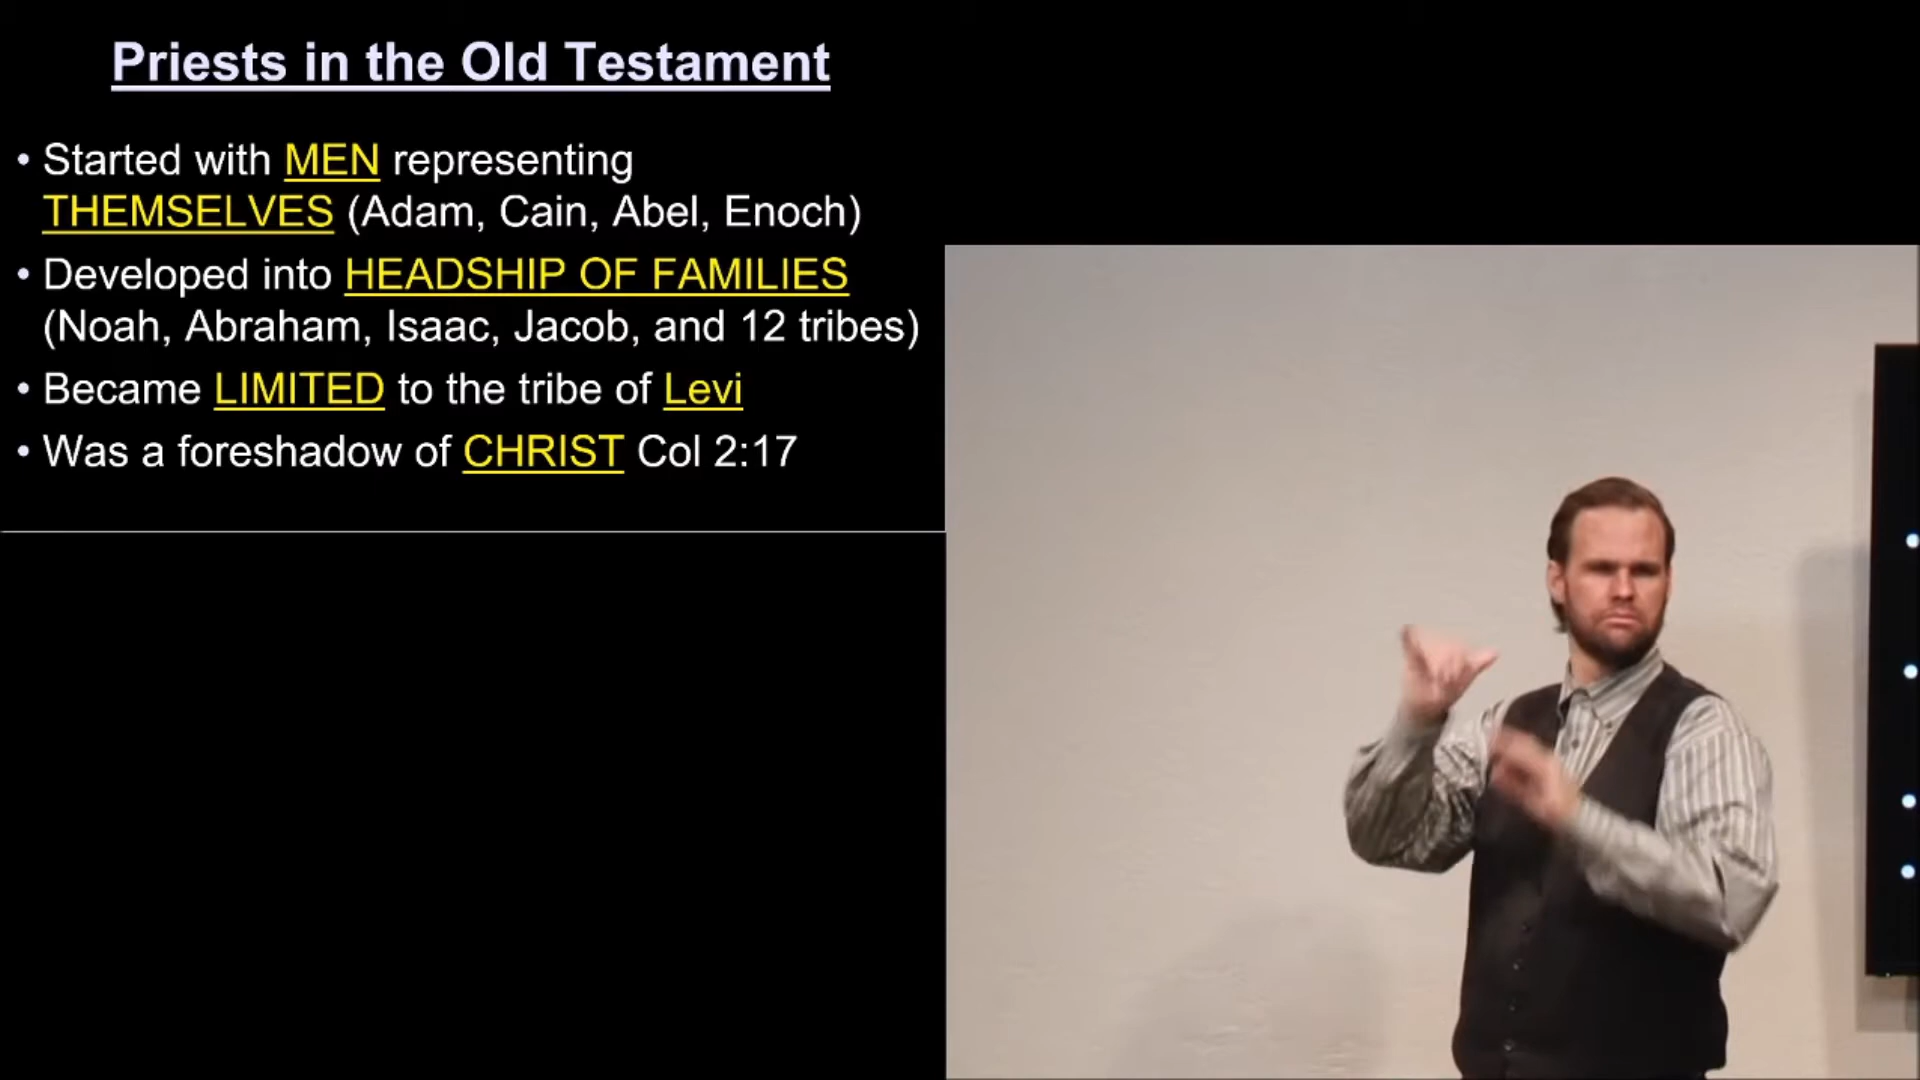 Priests in the Old Testament
• Started with MEN representing
THEMSELVES (Adam, Cain, Abel, Enoch)
• Developed into HEADSHIP OF FAMILIES
(Noah, Abraham, Isaac, Jacob, and 12 tribes)
• Became LIMITED to the tribe of Levi
• Was a foreshadow of CHRIST Col 2:17